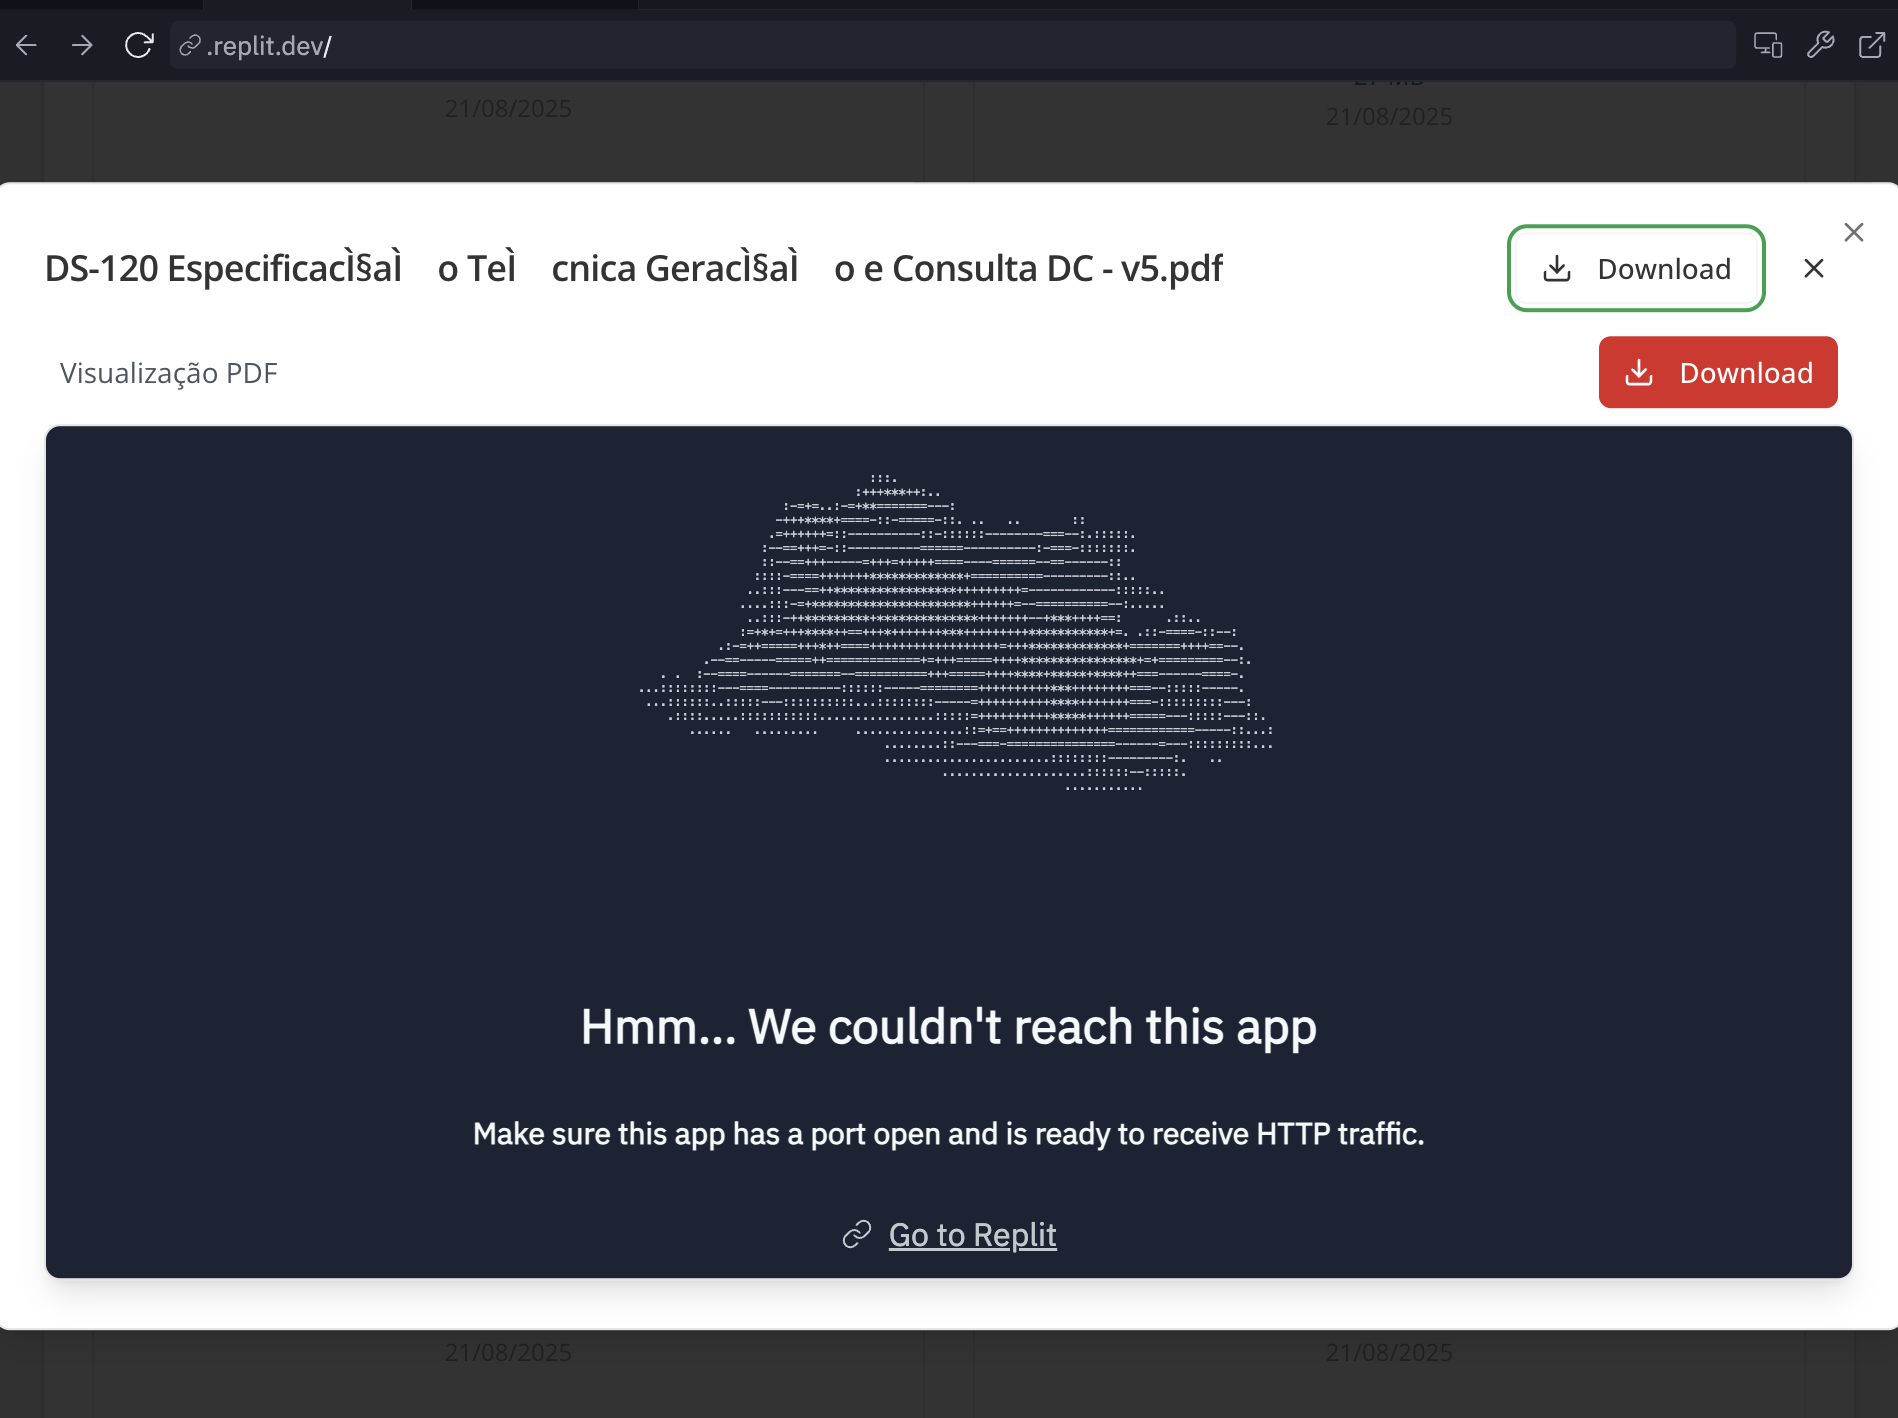 .replit.dev/
21/08/2025
21/08/2025
DS-120 EspecificacÌ§aÌ o TeÌ cnica GeracÌ§aÌ o e Consulta DC - v5.pdf
Download
Visualização PDF
Download
Hmm... We couldn't reach this app
Make sure this app has a port open and is ready to receive HTTP traffic.
Go to Replit
21/08/2025
21/08/2025